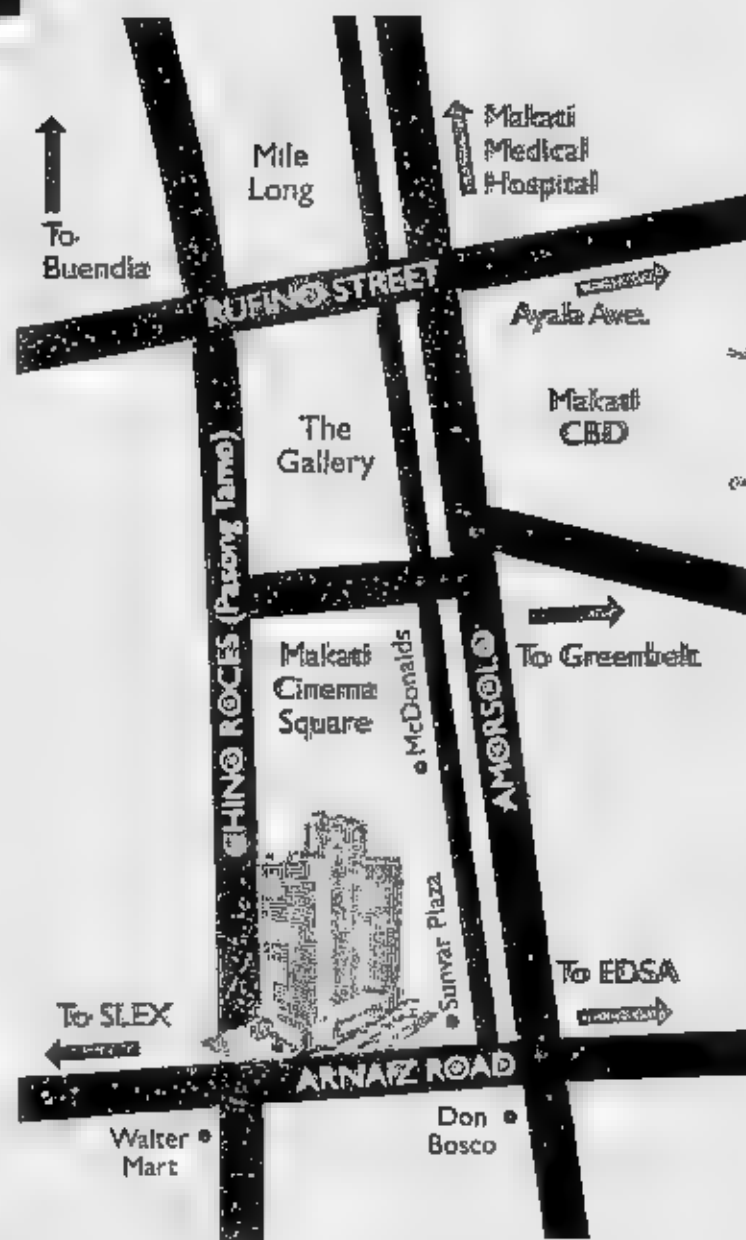 Mile
Long
Makati
Medical
Hospital
To
Buendia
RUFINO STREET
Ayala Ave.
Makati
CBD
The
Gallery
CHINO ROCES (Pasong Tamo)
Makati
Cinema
Square
McDonalds
AMORSOLO
To Greenbelt
Sunvar Plaza
To EDSA
To SLEX
ARNAIZ ROAD
Walter
Mart
Don
Bosco